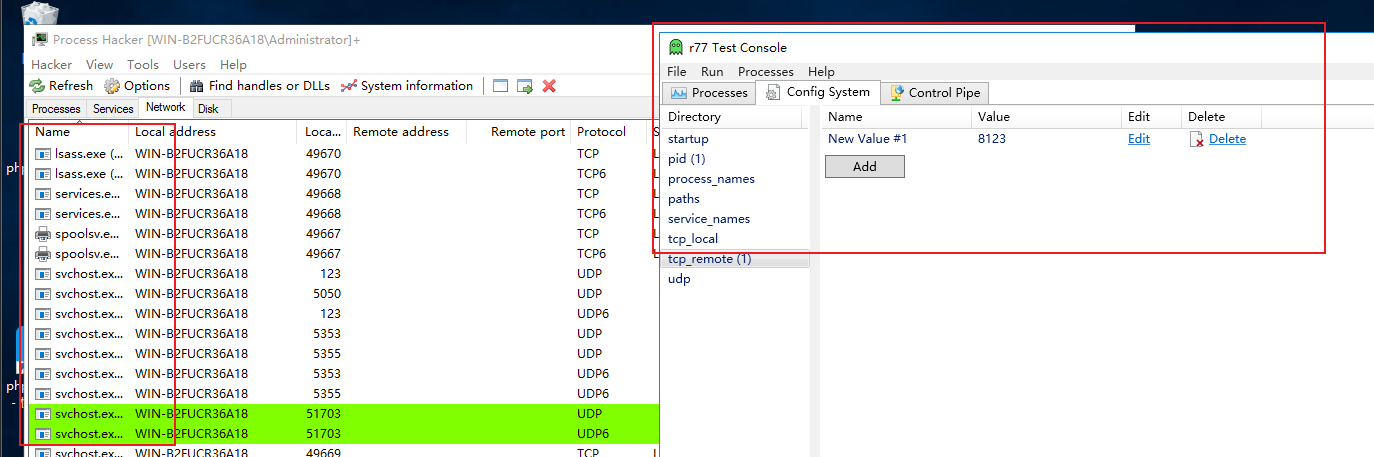 Process Hacker [WIN-B2FUCR36A18\Administrator]+
Hacker View Tools Users Help
Refresh Options Find handles or DLLs System information
Processes Services Network Disk
Name Local address Loca... Remote address Remote port Protocol S
lsass.exe (... WIN-B2FUCR36A18 49670 TCP L
lsass.exe (... WIN-B2FUCR36A18 49670 TCP6 L
services.e... WIN-B2FUCR36A18 49668 TCP L
services.e... WIN-B2FUCR36A18 49668 TCP6 L
spoolsv.e... WIN-B2FUCR36A18 49667 TCP L
spoolsv.e... WIN-B2FUCR36A18 49667 TCP6 L
svchost.ex... WIN-B2FUCR36A18 123 UDP
svchost.ex... WIN-B2FUCR36A18 5050 UDP
svchost.ex... WIN-B2FUCR36A18 123 UDP6
svchost.ex... WIN-B2FUCR36A18 5353 UDP
svchost.ex... WIN-B2FUCR36A18 5355 UDP
svchost.ex... WIN-B2FUCR36A18 5353 UDP6
svchost.ex... WIN-B2FUCR36A18 5355 UDP6
svchost.ex... WIN-B2FUCR36A18 51703 UDP
svchost.ex... WIN-B2FUCR36A18 51703 UDP6
svchost.ex... WIN-B2FUCR36A18 49669 TCP L
r77 Test Console
File Run Processes Help
Processes Config System Control Pipe
Directory
startup
pid (1)
process_names
paths
service_names
tcp_local
tcp_remote (1)
udp
Name Value Edit Delete
New Value #1 8123 Edit Delete
Add
php
php